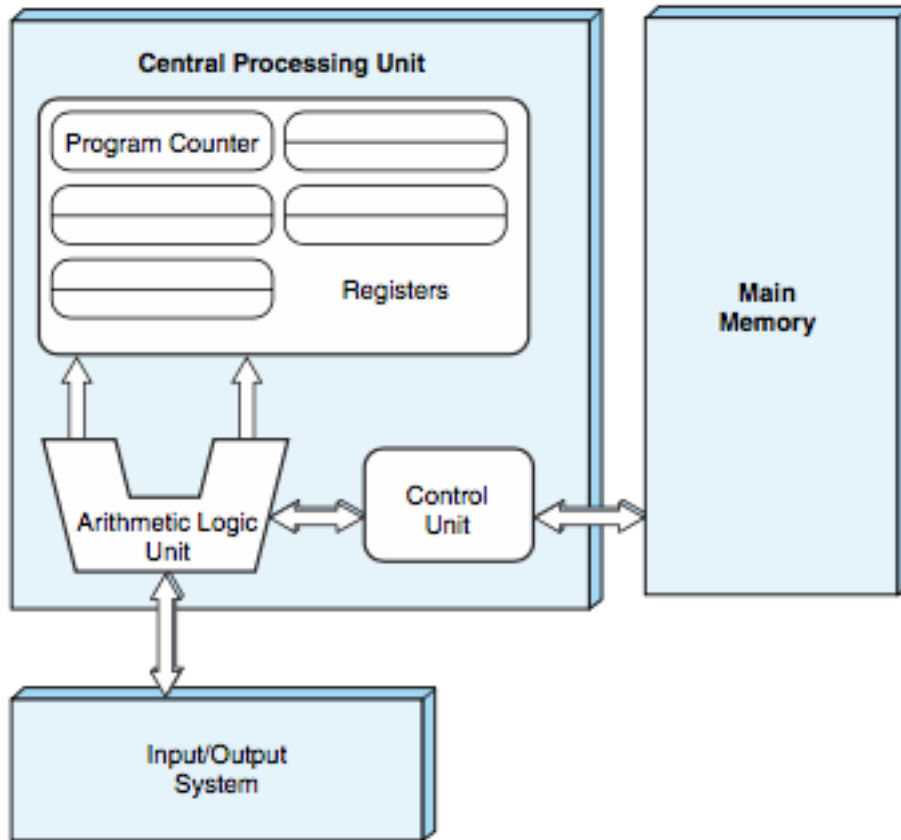 Central Processing Unit
Program Counter
Registers
Main
Memory
Arithmetic Logic
Unit
Control
Unit
Input/Output
System